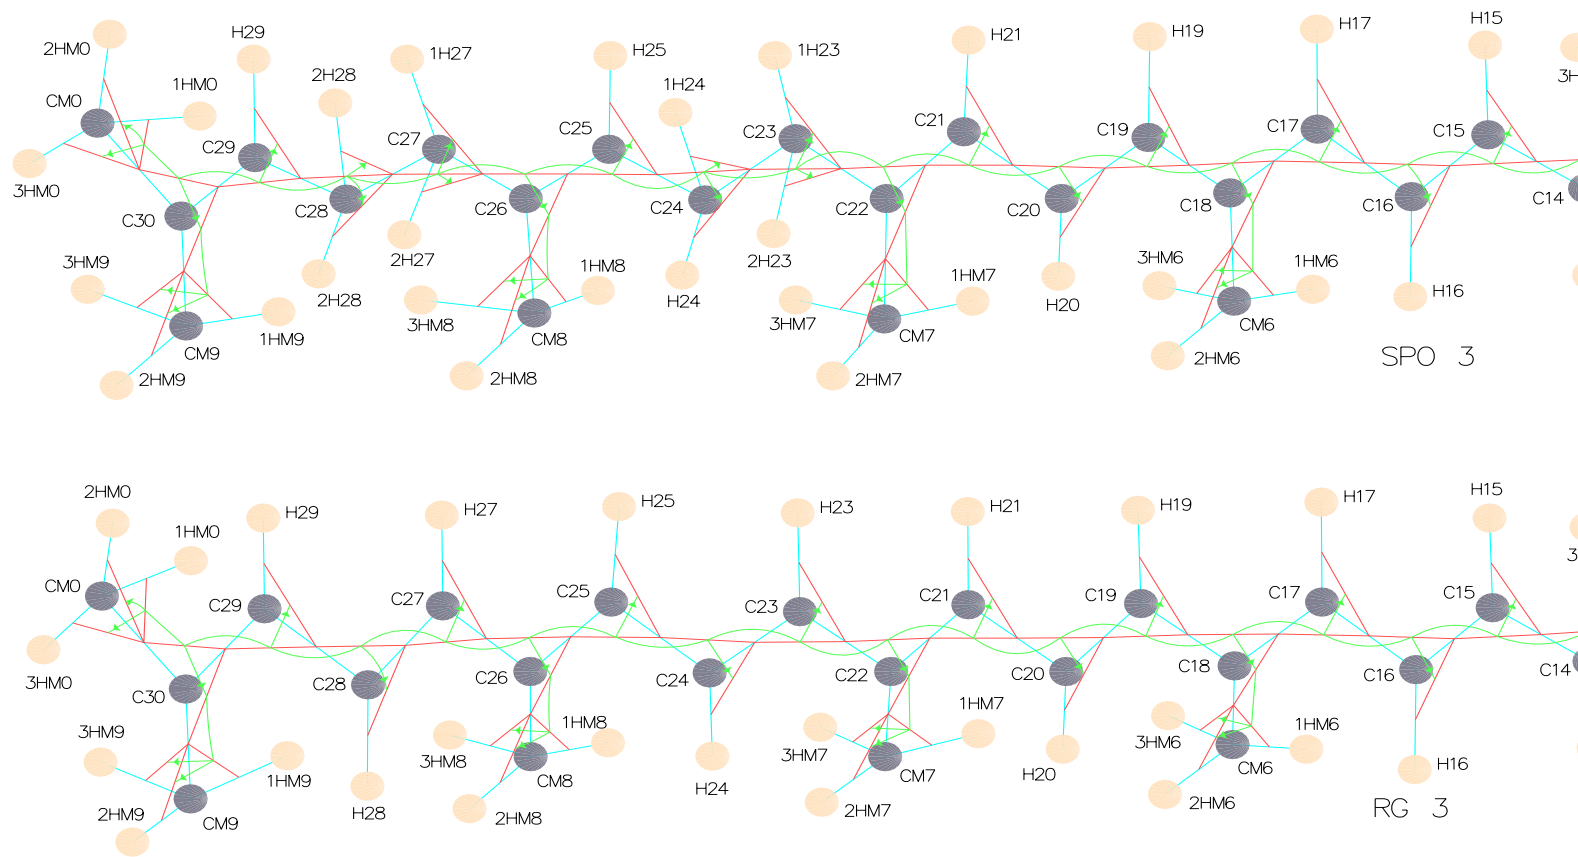 H15
H17
H19
H21
H29
1H27
H25
1H23
2HM0
2H28
1HM0
1H24
3H
CM0
C29
C27
C25
C23
C21
C19
C17
C15
3HM0
C30
C28
C26
C24
C22
C20
C18
C16
C14
3HM9
2H28
2H27
1HM8
H24
2H23
1HM7
H20
3HM6
1HM6
H16
3HM8
3HM7
1HM9
CM9
CM8
CM7
CM6
2HM9
2HM8
2HM7
2HM6
SPO 3
2HM0
1HM0
H29
H27
H25
H23
H21
H19
H17
H15
3
CM0
C29
C27
C25
C23
C21
C19
C17
C15
3HM0
C30
C28
C26
C24
C22
C20
C18
C16
C14
3HM9
3HM8
1HM8
3HM7
1HM7
3HM6
1HM6
1HM9
CM8
H24
CM7
H20
CM6
H16
2HM9
CM9
H28
2HM8
2HM7
2HM6
RG 3